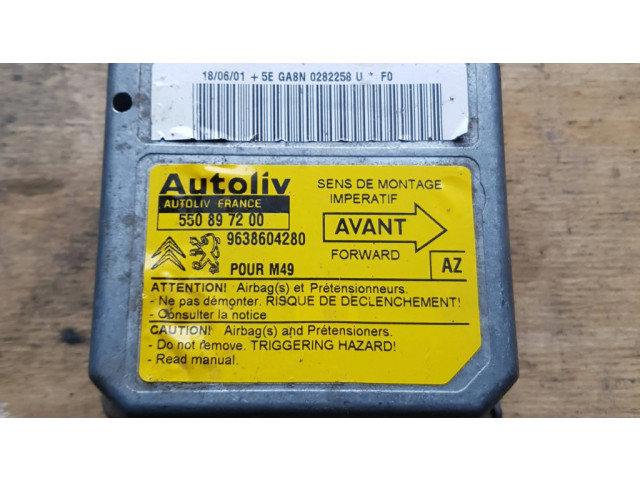 18/06/01 + 5E GA8N 0282258 U * F0
Autoliv
AUTOLIV FRANCE
550 89 72 00
9638604280
POUR M49
SENS DE MONTAGE
IMPERATIF
AVANT
FORWARD
AZ
ATTENTION! Airbag(s) et Prétensionneurs.
- Ne pas démonter. RISQUE DE DECLENCHEMENT!
- Consulter la notice
CAUTION! Airbag(s) and Prétensioners.
- Do not remove. TRIGGERING HAZARD!
- Read manual.